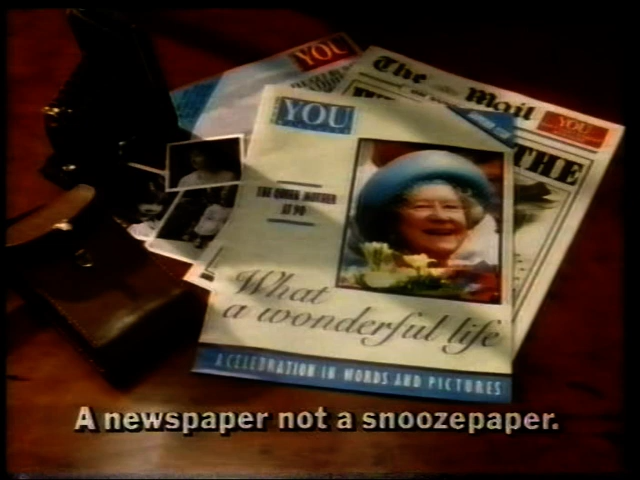 YOU
The Mail
YOU
YOU
THE
THE QUEEN MOTHER
AT 90
What
a wonderful life
A CELEBRATION IN WORDS AND PICTURES
A newspaper not a snoozepaper.